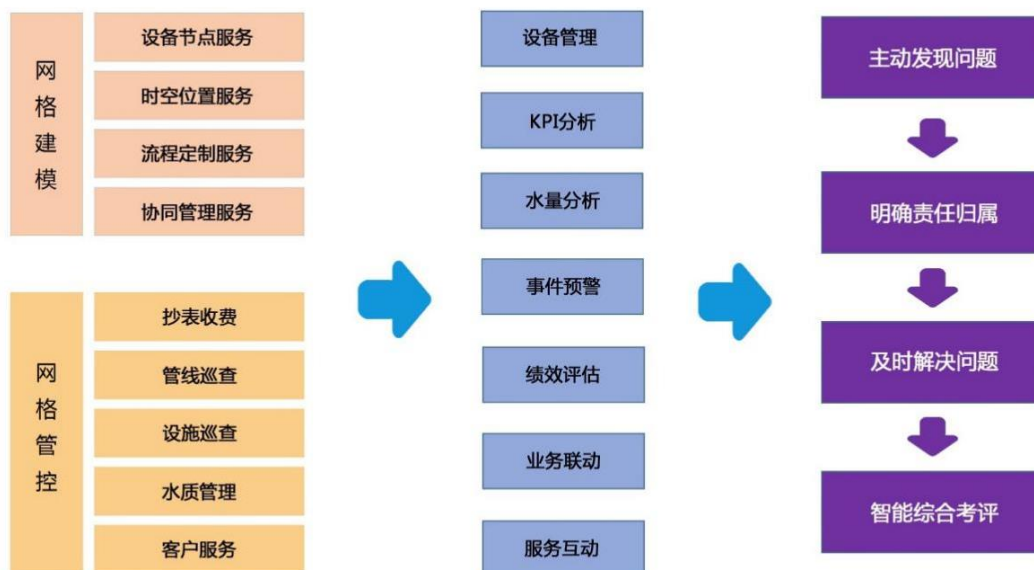 网格建模
设备节点服务
时空位置服务
流程定制服务
协同管理服务
网格管控
抄表收费
管线巡查
设施巡查
水质管理
客户服务
设备管理
KPI分析
水量分析
事件预警
绩效评估
业务联动
服务互动
主动发现问题
明确责任归属
及时解决问题
智能综合考评